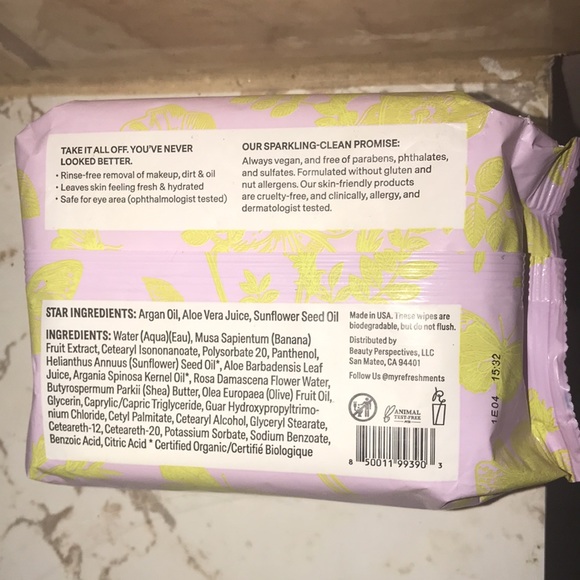 TAKE IT ALL OFF. YOU'VE NEVER
LOOKED BETTER.
• Rinse-free removal of makeup, dirt & oil
• Leaves skin feeling fresh & hydrated
• Safe for eye area (ophthalmologist tested)
OUR SPARKLING-CLEAN PROMISE:
Always vegan, and free of parabens, phthalates,
and sulfates. Formulated without gluten and
nut allergens. Our skin-friendly products
are cruelty-free, and clinically, allergy, and
dermatologist tested.
STAR INGREDIENTS: Argan Oil, Aloe Vera Juice, Sunflower Seed Oil
INGREDIENTS: Water (Aqua)(Eau), Musa Sapientum (Banana)
Fruit Extract, Cetearyl Isononanoate, Polysorbate 20, Panthenol,
Helianthus Annuus (Sunflower) Seed Oil*, Aloe Barbadensis Leaf
Juice, Argania Spinosa Kernel Oil*, Rosa Damascena Flower Water,
Butyrospermum Parkii (Shea) Butter, Olea Europaea (Olive) Fruit Oil,
Glycerin, Caprylic/Capric Triglyceride, Guar Hydroxypropyltrimo-
nium Chloride, Cetyl Palmitate, Cetearyl Alcohol, Glyceryl Stearate,
Ceteareth-12, Ceteareth-20, Potassium Sorbate, Sodium Benzoate,
Benzoic Acid, Citric Acid * Certified Organic/Certifié Biologique
Made in USA. These wipes are
biodegradable, but do not flush.
Distributed by
Beauty Perspectives, LLC
San Mateo, CA 94401
Follow Us @myrefreshments
ANIMAL
TEST-FREE
8 50011 99390 3
1E04 15:32